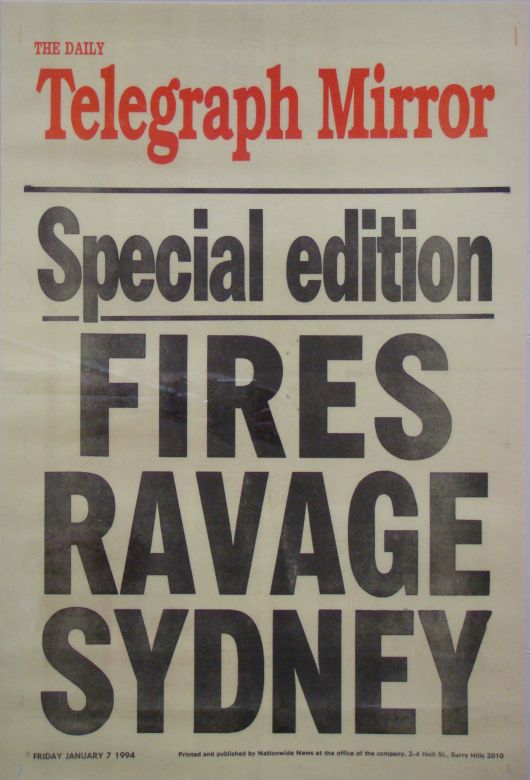 THE DAILY
Telegraph Mirror
Special edition
FIRES
RAVAGE
SYDNEY
FRIDAY JANUARY 7 1994 Printed and published by Nationwide News at the office of the company, 2-4 Holt St., Surry Hills 2010